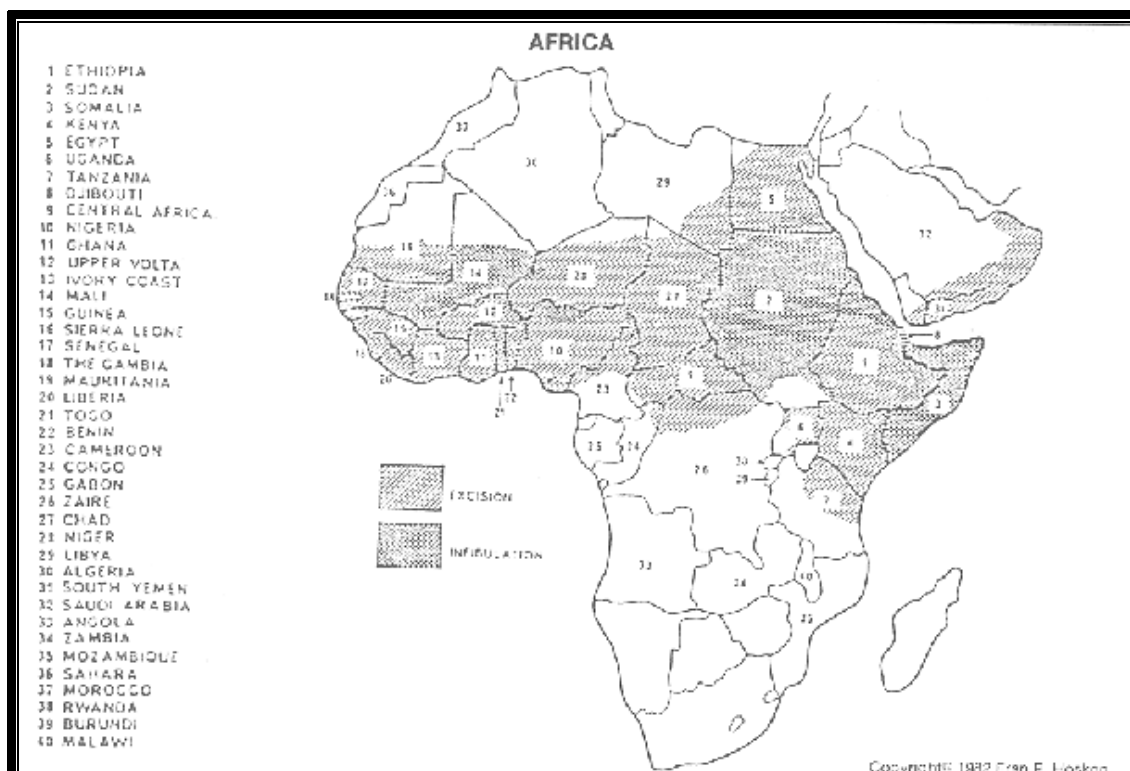 AFRICA
1 ETHIOPIA
2 SUDAN
3 SOMALIA
4 KENYA
5 EGYPT
6 UGANDA
7 TANZANIA
8 DJIBOUTI
9 CENTRAL AFRICA
10 NIGERIA
11 GHANA
12 UPPER VOLTA
13 IVORY COAST
14 MALI
15 GUINEA
16 SIERRA LEONE
17 SENEGAL
18 THE GAMBIA
19 MAURITANIA
20 LIBERIA
21 TOGO
22 BENIN
23 CAMEROON
24 CONGO
25 GABON
26 ZAIRE
27 CHAD
28 NIGER
29 LIBYA
30 ALGERIA
31 SOUTH YEMEN
32 SAUDI ARABIA
33 ANGOLA
34 ZAMBIA
35 MOZAMBIQUE
36 SAHARA
37 MOROCCO
38 RWANDA
39 BURUNDI
40 MALAWI
EXCISION
INFIBULATION
Copyright© 1982 Fran P. Hosken